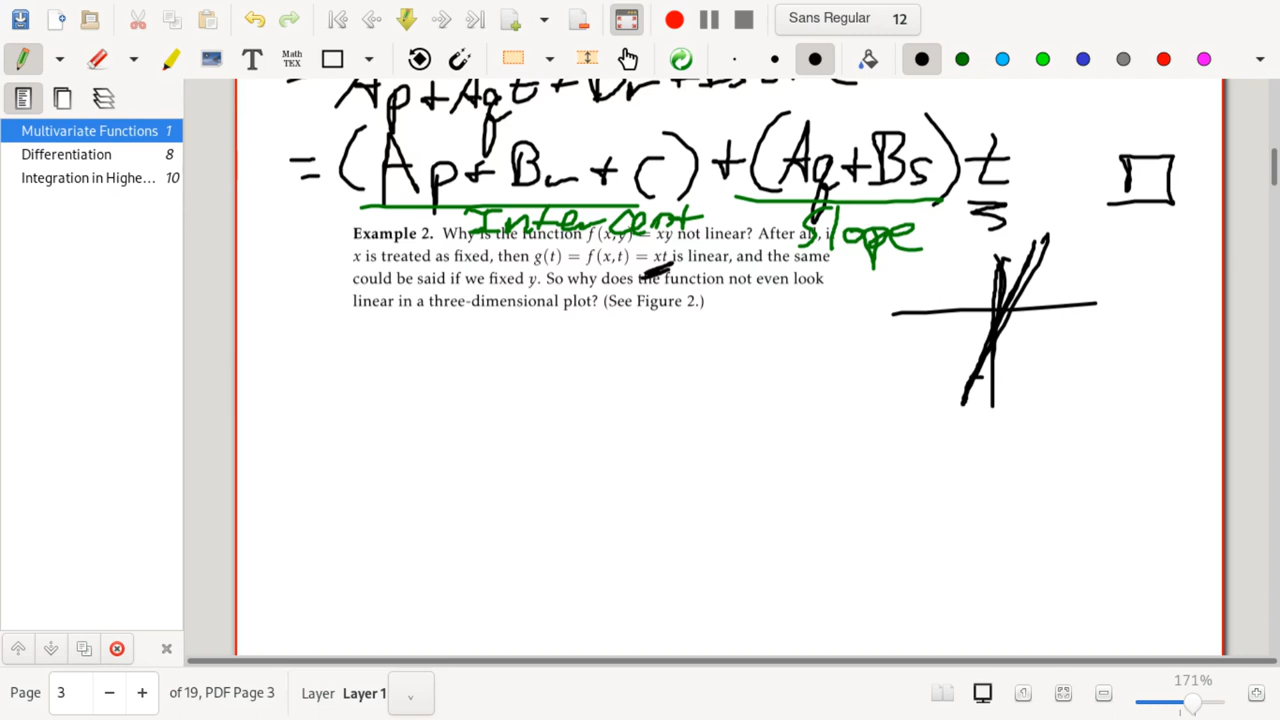 Sans Regular 12
T Math TEX
Multivariate Functions 1
Differentiation 8
Integration in Highe... 10
= Ap + Aqt +
= (Ap + Br + C) + (Aq + Bs) t
Intercept slope
Example 2. Why is the function f(x,y) = xy not linear? After all, i
x is treated as fixed, then g(t) = f(x,t) = xt is linear, and the same
could be said if we fixed y. So why does the function not even look
linear in a three-dimensional plot? (See Figure 2.)
Page 3 of 19, PDF Page 3 Layer Layer 1 171%